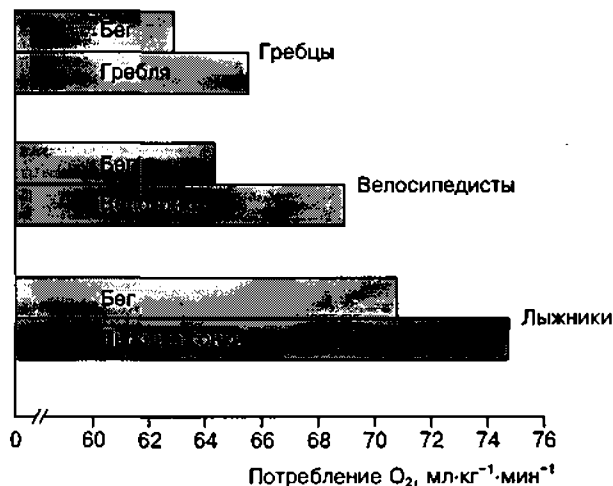 Бег
Гребцы
Гребля
Бег
Велосипедисты
Бег
Лыжники
0 60 62 64 66 68 70 72 74 76
Потребление O₂, мл·кг⁻¹·мин⁻¹